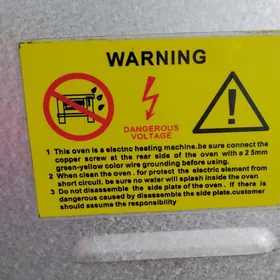 WARNING
DANGEROUS
VOLTAGE
1 This oven is a electnc heating machine.be sure connect the
copper screw at the rear side of the oven with a 2 5mm
green-yellow color wire grounding before using.
2 When clean the oven , for protect the electric element from
short circuit. be sure no water will splash inside the oven
3 Do not disassemble the side plate of the oven . If there is
dangerous caused by disassemble the side plate.customer
should assume the responsibility